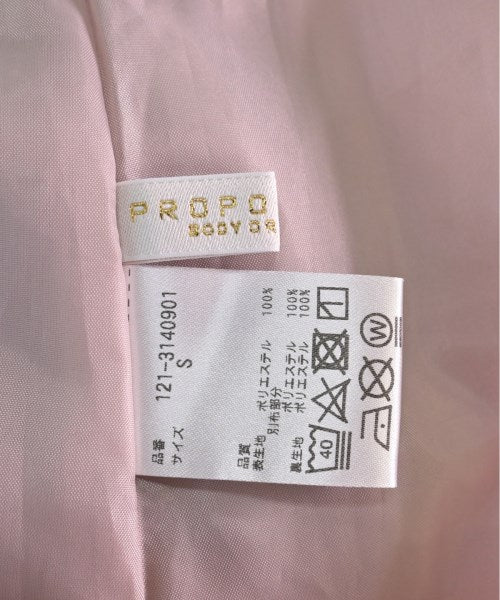 PROPO
BODY DR
品番 121-3140901
サイズ S
品質
表生地 ポリエステル 100%
別布部分
ポリエステル 100%
裏生地 ポリエステル 100%
40
W